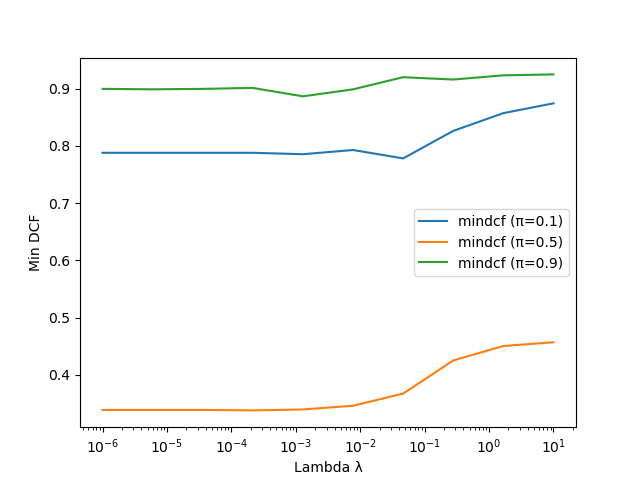 0.9
0.8
0.7
0.6
0.5
0.4
Min DCF
mindcf (π=0.1)
mindcf (π=0.5)
mindcf (π=0.9)
10⁻⁶ 10⁻⁵ 10⁻⁴ 10⁻³ 10⁻² 10⁻¹ 10⁰ 10¹
Lambda λ